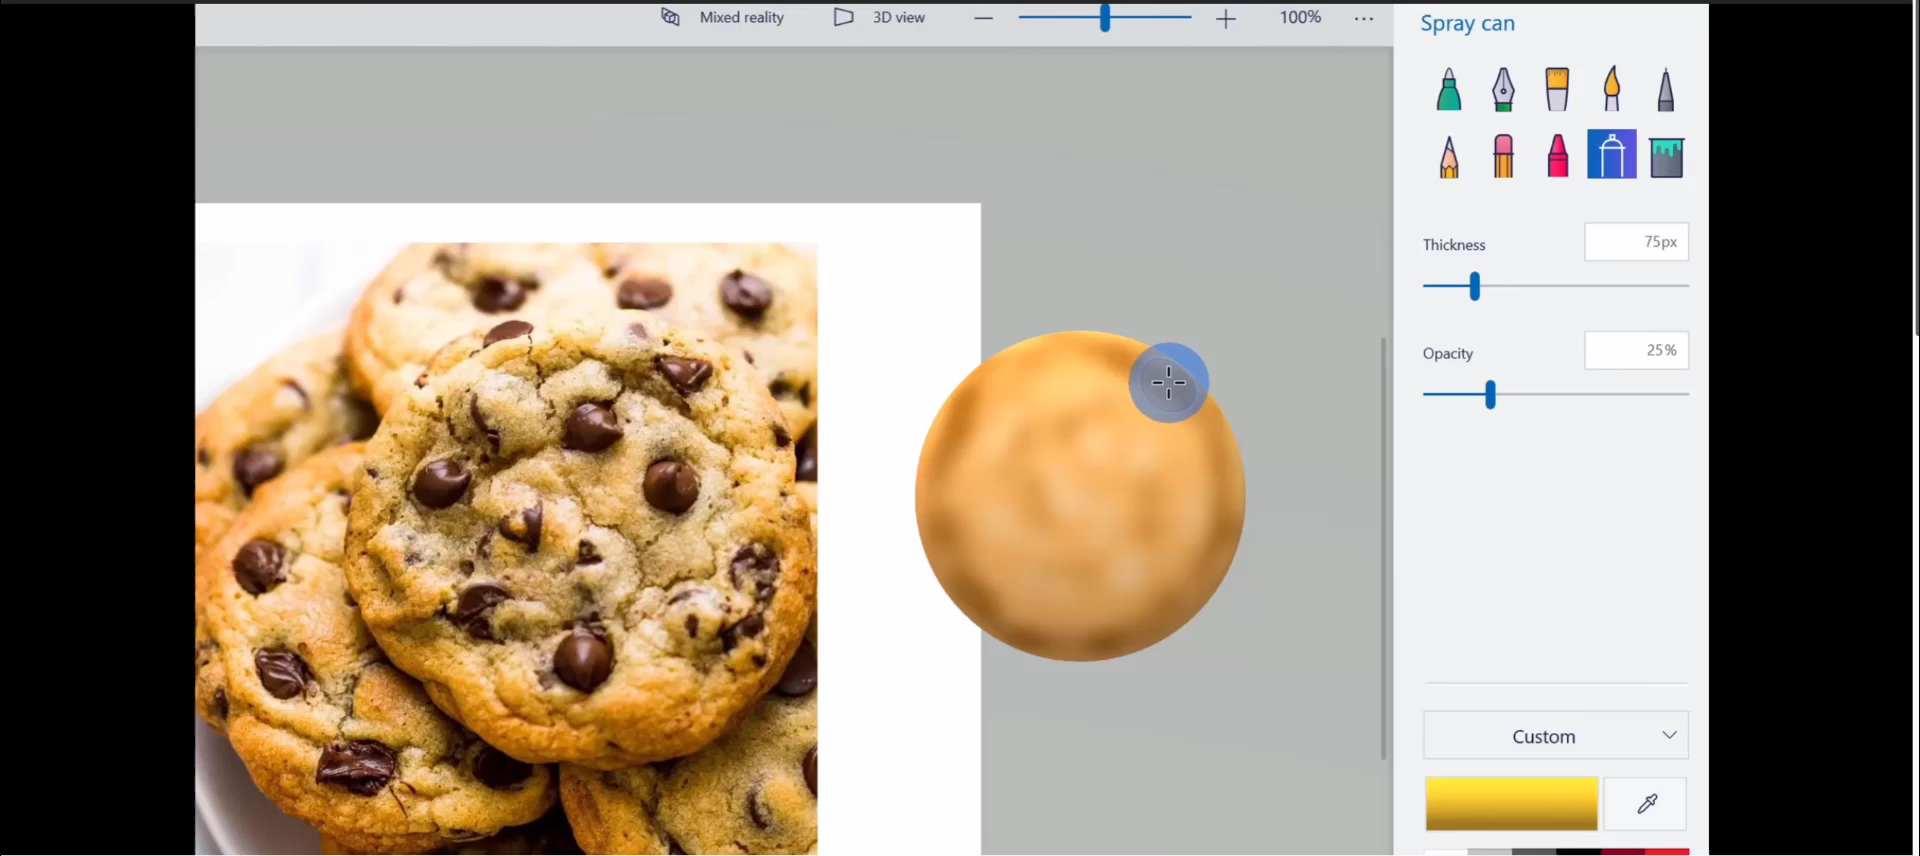 Mixed reality
3D view
100%
Spray can
Thickness
75px
Opacity
25%
Custom